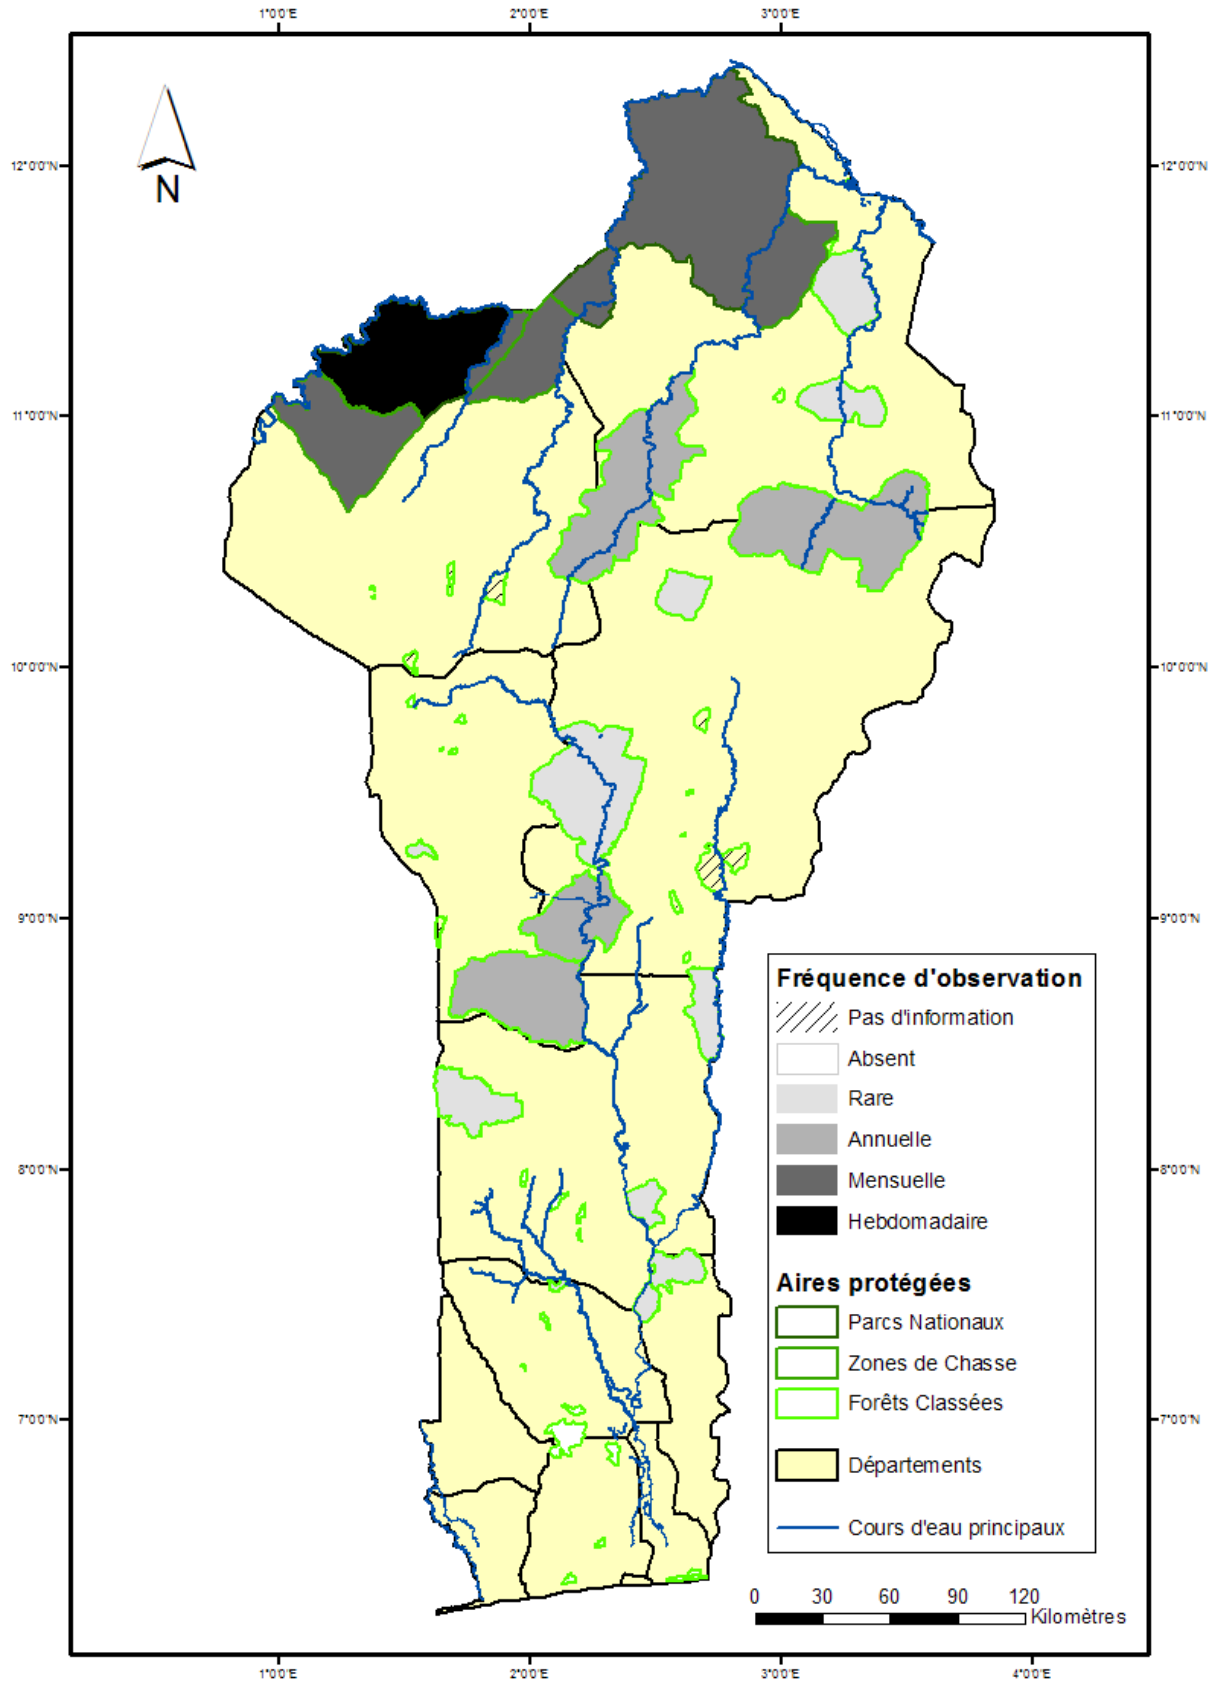 1°0'0"E 2°0'0"E 3°0'0"E
N
12°0'0"N 12°0'0"N
11°0'0"N 11°0'0"N
10°0'0"N 10°0'0"N
9°0'0"N 9°0'0"N
Fréquence d'observation
Pas d'information
Absent
Rare
Annuelle
8°0'0"N 8°0'0"N
Mensuelle
Hebdomadaire
Aires protégées
Parcs Nationaux
Zones de Chasse
Forêts Classées
7°0'0"N 7°0'0"N
Départements
Cours d'eau principaux
0 30 60 90 120
Kilomètres
1°0'0"E 2°0'0"E 3°0'0"E 4°0'0"E